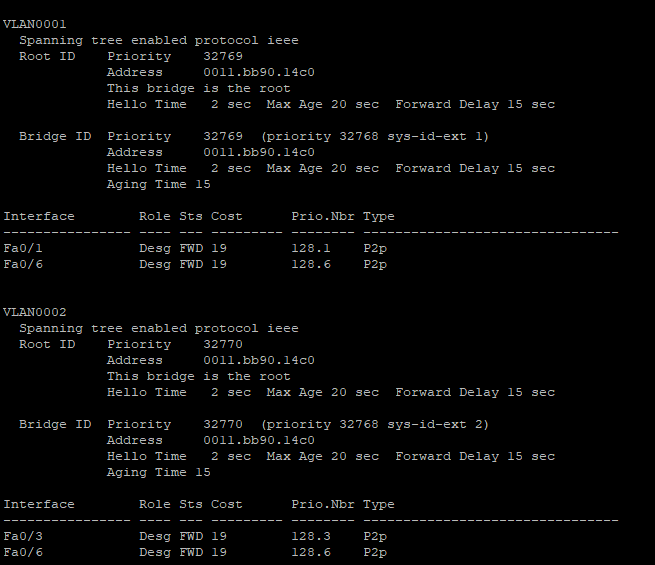 VLAN0001
  Spanning tree enabled protocol ieee
  Root ID    Priority    32769
             Address     0011.bb90.14c0
             This bridge is the root
             Hello Time   2 sec  Max Age 20 sec  Forward Delay 15 sec
  Bridge ID  Priority    32769  (priority 32768 sys-id-ext 1)
             Address     0011.bb90.14c0
             Hello Time   2 sec  Max Age 20 sec  Forward Delay 15 sec
             Aging Time 15
Interface        Role Sts Cost      Prio.Nbr Type
---------------- ---- --- --------- -------- --------------------------------
Fa0/1            Desg FWD 19        128.1    P2p
Fa0/6            Desg FWD 19        128.6    P2p
VLAN0002
  Spanning tree enabled protocol ieee
  Root ID    Priority    32770
             Address     0011.bb90.14c0
             This bridge is the root
             Hello Time   2 sec  Max Age 20 sec  Forward Delay 15 sec
  Bridge ID  Priority    32770  (priority 32768 sys-id-ext 2)
             Address     0011.bb90.14c0
             Hello Time   2 sec  Max Age 20 sec  Forward Delay 15 sec
             Aging Time 15
Interface        Role Sts Cost      Prio.Nbr Type
---------------- ---- --- --------- -------- --------------------------------
Fa0/3            Desg FWD 19        128.3    P2p
Fa0/6            Desg FWD 19        128.6    P2p